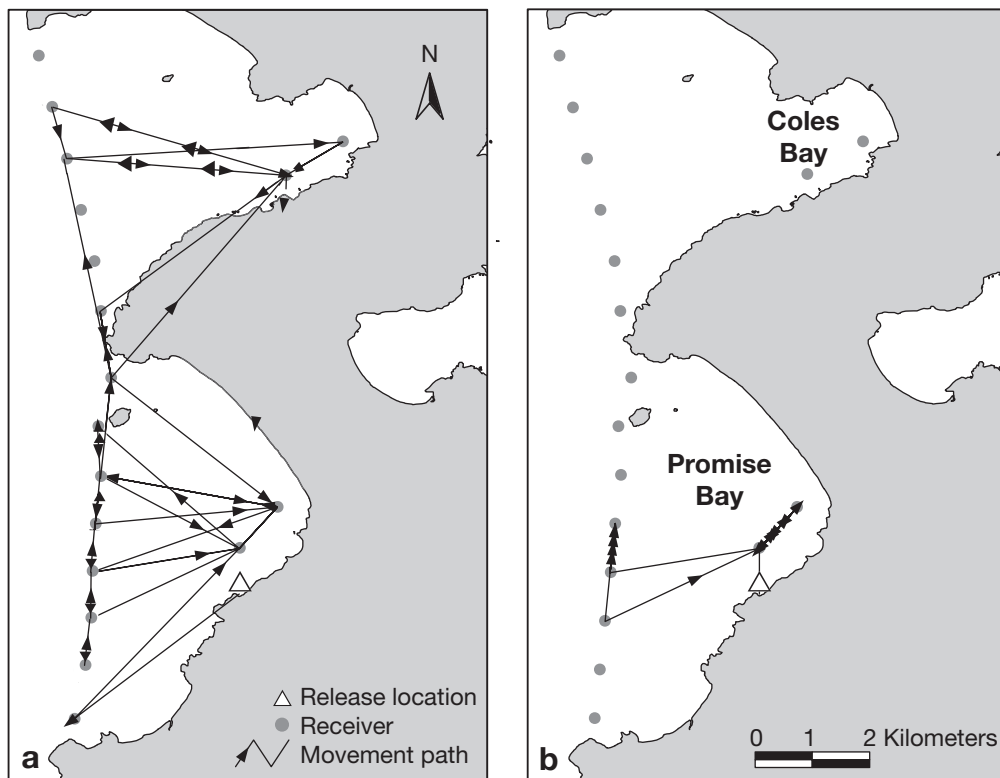 N
Coles
Bay
Promise
Bay
Release location
Receiver
Movement path
a
b
0 1 2 Kilometers